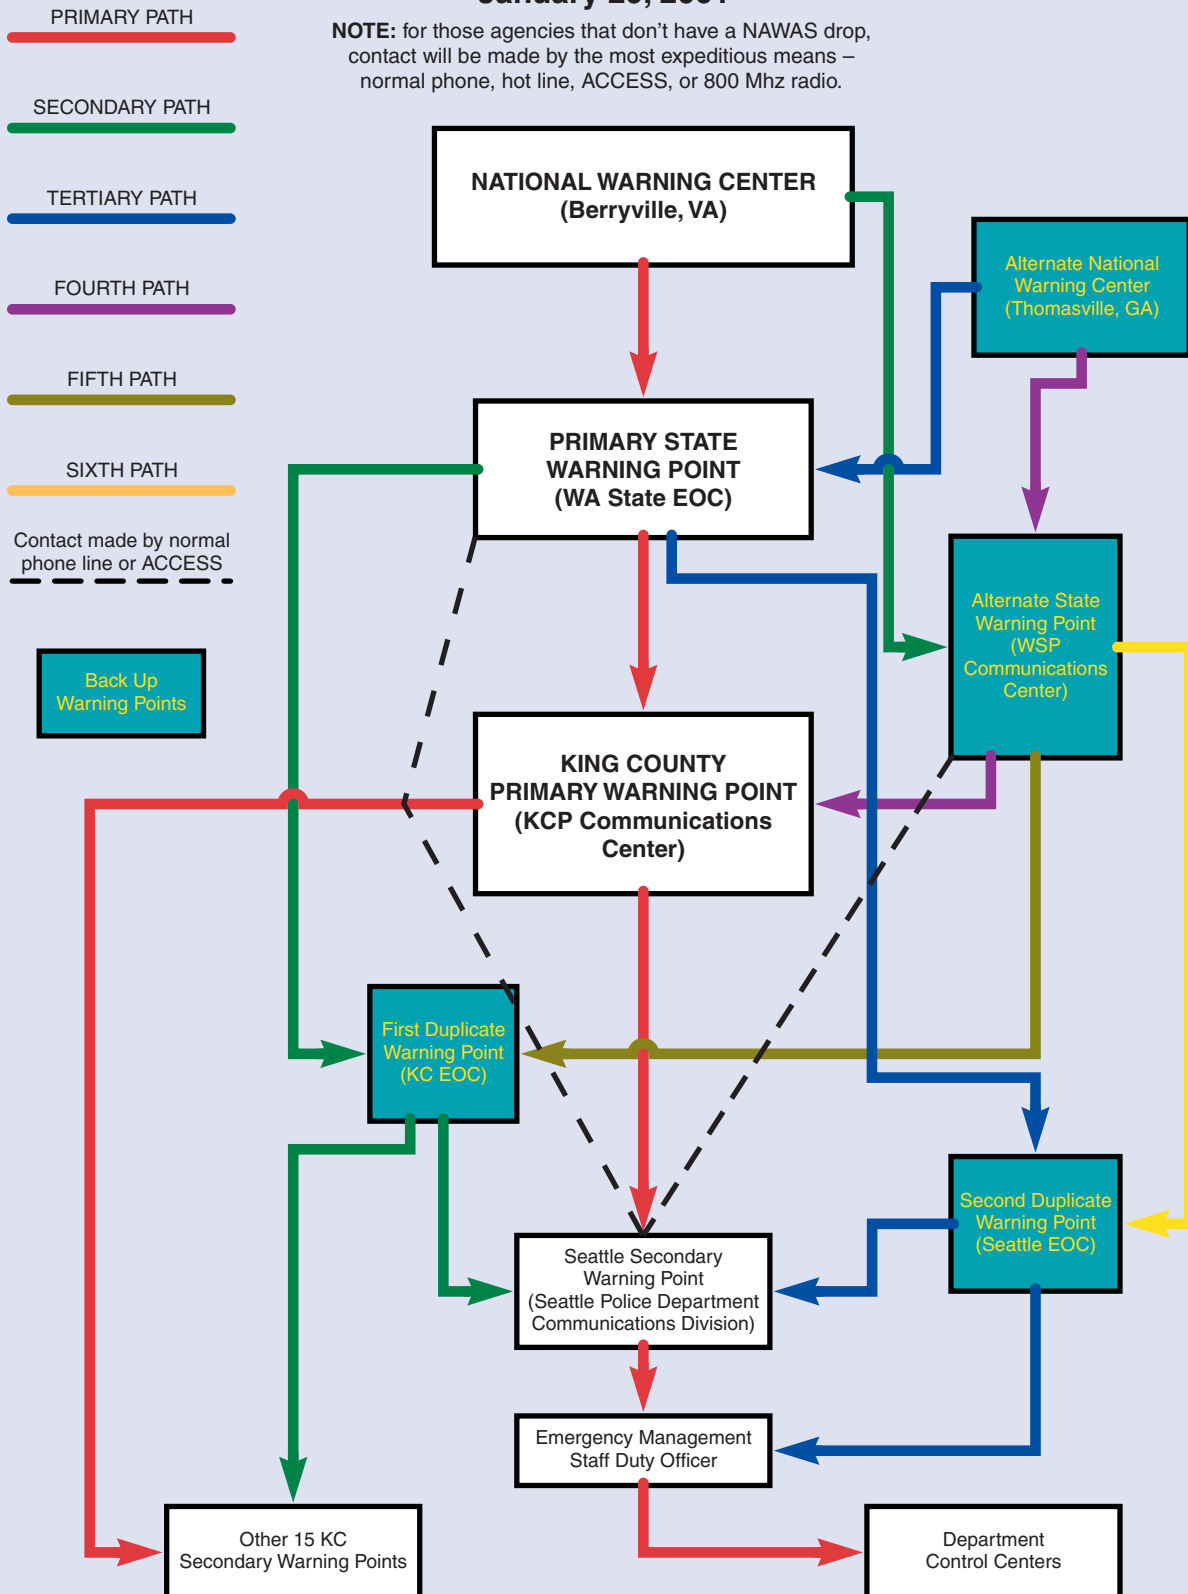 January 29, 2001
PRIMARY PATH
NOTE: for those agencies that don't have a NAWAS drop,
contact will be made by the most expeditious means –
normal phone, hot line, ACCESS, or 800 Mhz radio.
SECONDARY PATH
TERTIARY PATH
FOURTH PATH
FIFTH PATH
SIXTH PATH
Contact made by normal
phone line or ACCESS
Back Up
Warning Points
NATIONAL WARNING CENTER
(Berryville, VA)
Alternate National
Warning Center
(Thomasville, GA)
PRIMARY STATE
WARNING POINT
(WA State EOC)
Alternate State
Warning Point
(WSP
Communications
Center)
KING COUNTY
PRIMARY WARNING POINT
(KCP Communications
Center)
First Duplicate
Warning Point
(KC EOC)
Second Duplicate
Warning Point
(Seattle EOC)
Seattle Secondary
Warning Point
(Seattle Police Department
Communications Division)
Emergency Management
Staff Duty Officer
Other 15 KC
Secondary Warning Points
Department
Control Centers